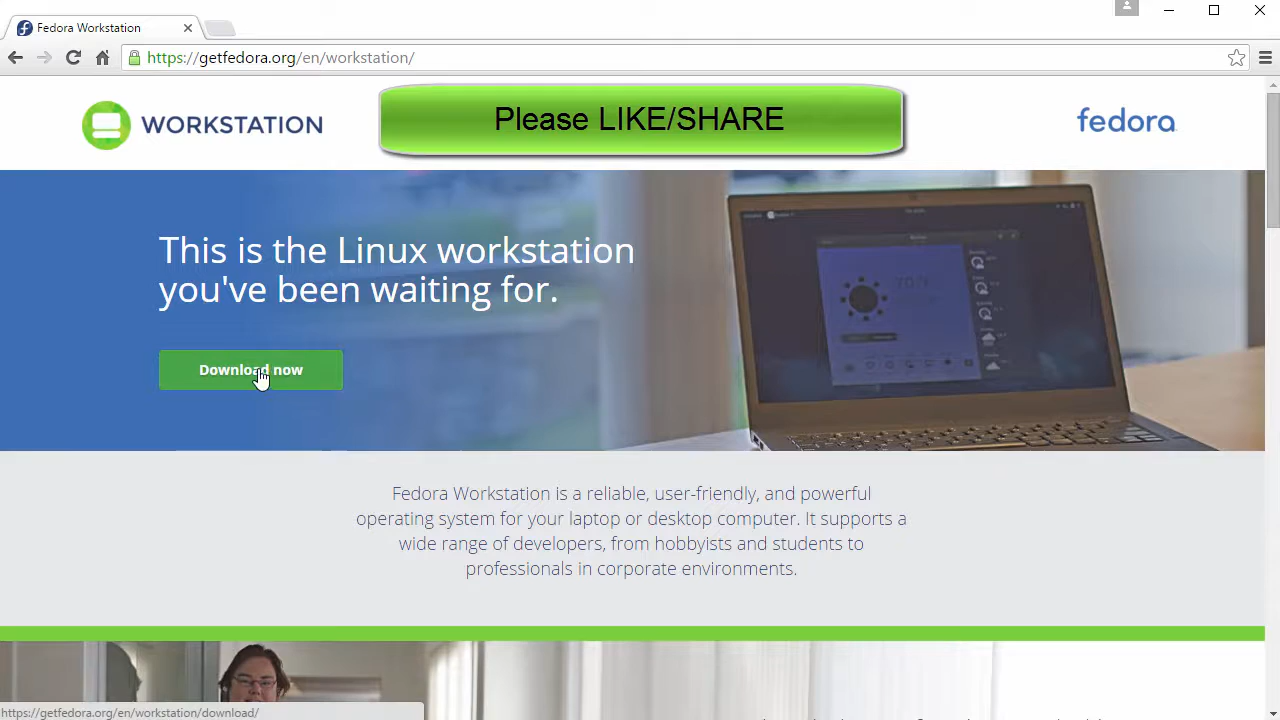 Fedora Workstation
https://getfedora.org/en/workstation/
WORKSTATION
Please LIKE/SHARE
fedora
This is the Linux workstation
you've been waiting for.
Download now
Fedora Workstation is a reliable, user-friendly, and powerful
operating system for your laptop or desktop computer. It supports a
wide range of developers, from hobbyists and students to
professionals in corporate environments.
https://getfedora.org/en/workstation/download/